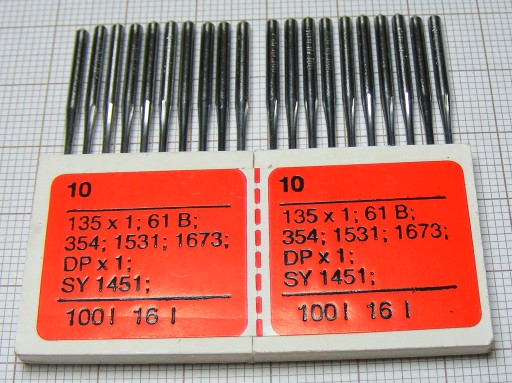 10
135 x 1; 61 B;
354; 1531; 1673;
DP x 1;
SY 1451;
100 I 16 I
10
135 x 1; 61 B;
354; 1531; 1673;
DP x 1;
SY 1451;
100 I 16 I